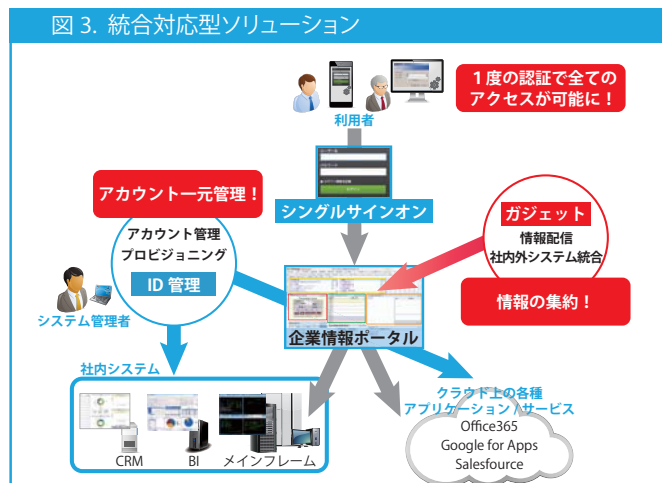 図 3. 統合対応型ソリューション
1度の認証で全ての
アクセスが可能に！
利用者
ログイン
シングルサインオン
アカウント一元管理！
アカウント管理
プロビジョニング
ID 管理
システム管理者
ガジェット
情報配信
社内外システム統合
情報の集約！
企業情報ポータル
社内システム
CRM
BI
メインフレーム
クラウド上の各種
アプリケーション / サービス
Office365
Google for Apps
Salesfource